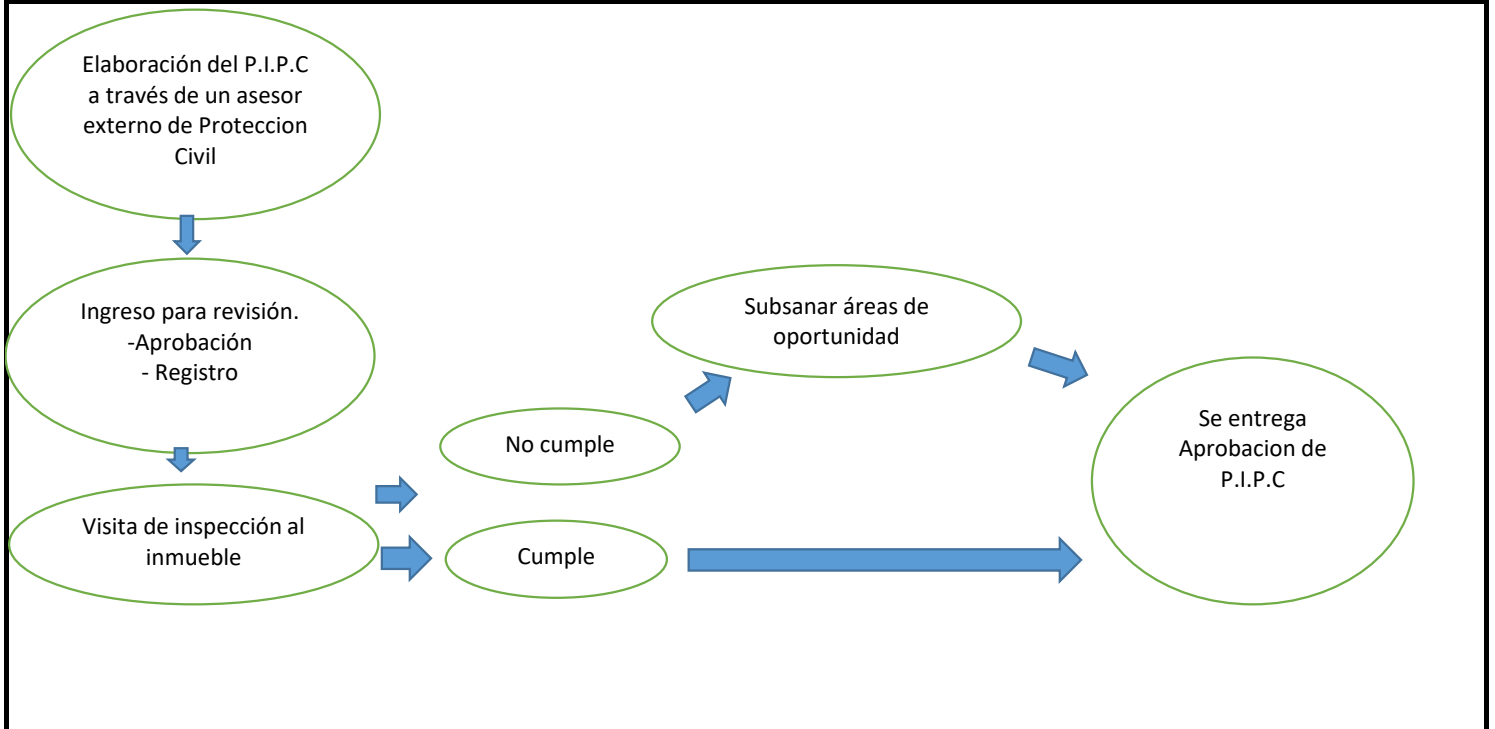 Elaboración del P.I.P.C
a través de un asesor
externo de Proteccion
Civil
Ingreso para revisión.
-Aprobación
- Registro
Visita de inspección al
inmueble
No cumple
Cumple
Subsanar áreas de
oportunidad
Se entrega
Aprobacion de
P.I.P.C